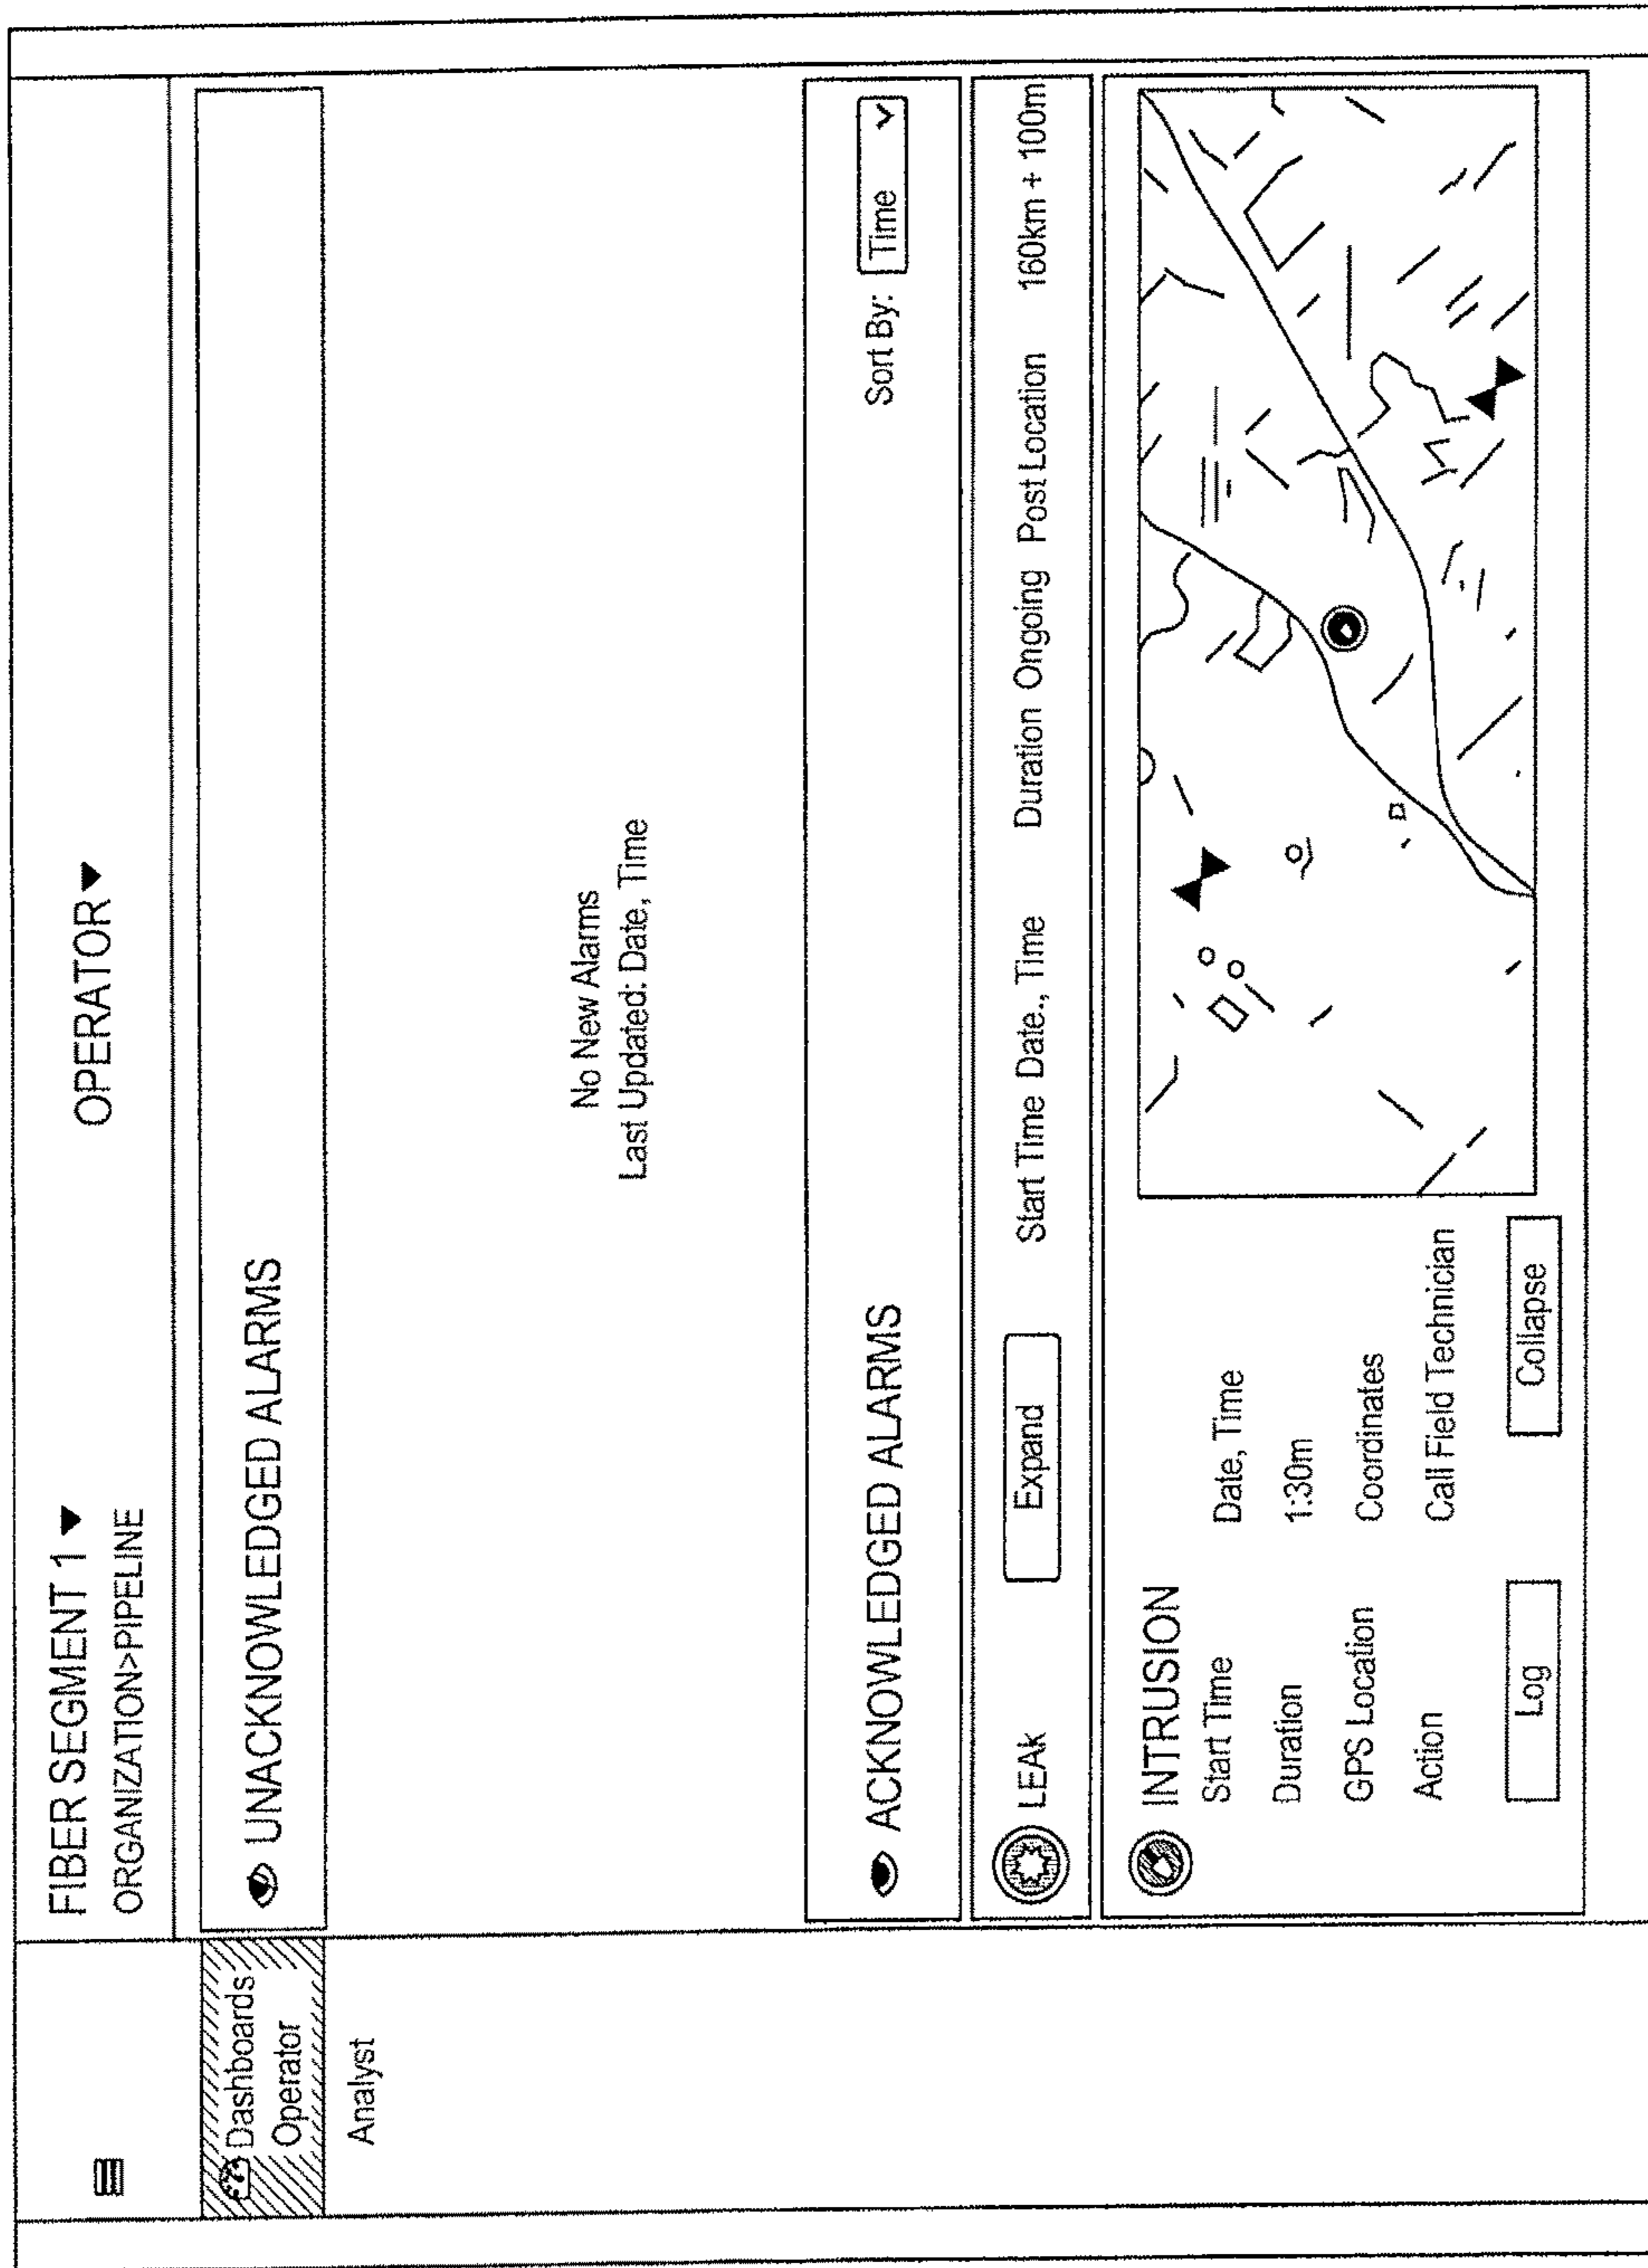 FIBER SEGMENT 1
ORGANIZATION>PIPELINE
OPERATOR
Dashboards
Operator
Analyst
UNACKNOWLEDGED ALARMS
No New Alarms
Last Updated: Date, Time
ACKNOWLEDGED ALARMS
Sort By: Time
LEAk Expand Start Time Date., Time Duration Ongoing Post Location 160km + 100m
INTRUSION
Start Time Date, Time
Duration 1:30m
GPS Location Coordinates
Action Call Field Technician
Log Collapse